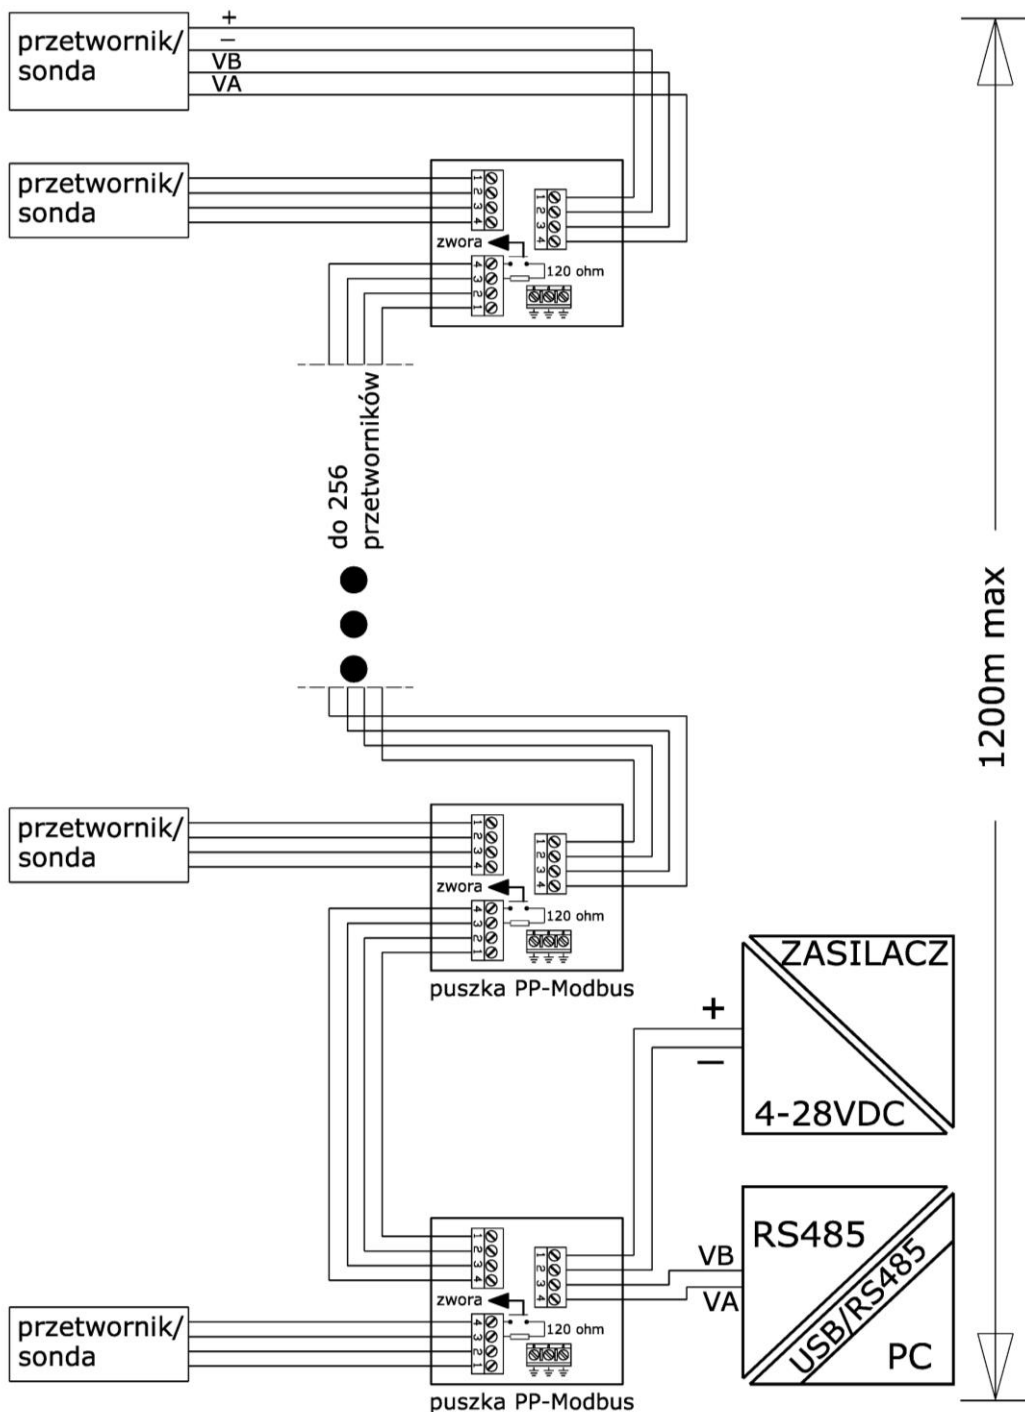 przetwornik/
sonda
+
−
VB
VA
przetwornik/
sonda
1
2
3
4
1
2
3
4
zwora
4
3
2
1
120 ohm
do 256
przetworników
1200m max
przetwornik/
sonda
1
2
3
4
1
2
3
4
zwora
4
3
2
1
120 ohm
puszka PP-Modbus
+
−
ZASILACZ
4-28VDC
1
2
3
4
1
2
3
4
zwora
4
3
2
1
120 ohm
VB
VA
RS485
USB/RS485
PC
przetwornik/
sonda
puszka PP-Modbus